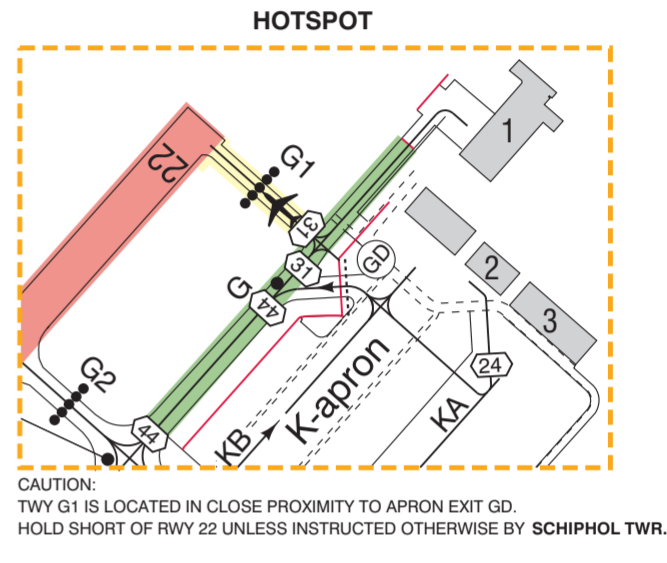 HOTSPOT
1
22
G1
31
31
GD
2
G
44
3
G2
K-apron
24
44
KB
KA
CAUTION:
TWY G1 IS LOCATED IN CLOSE PROXIMITY TO APRON EXIT GD.
HOLD SHORT OF RWY 22 UNLESS INSTRUCTED OTHERWISE BY SCHIPHOL TWR.